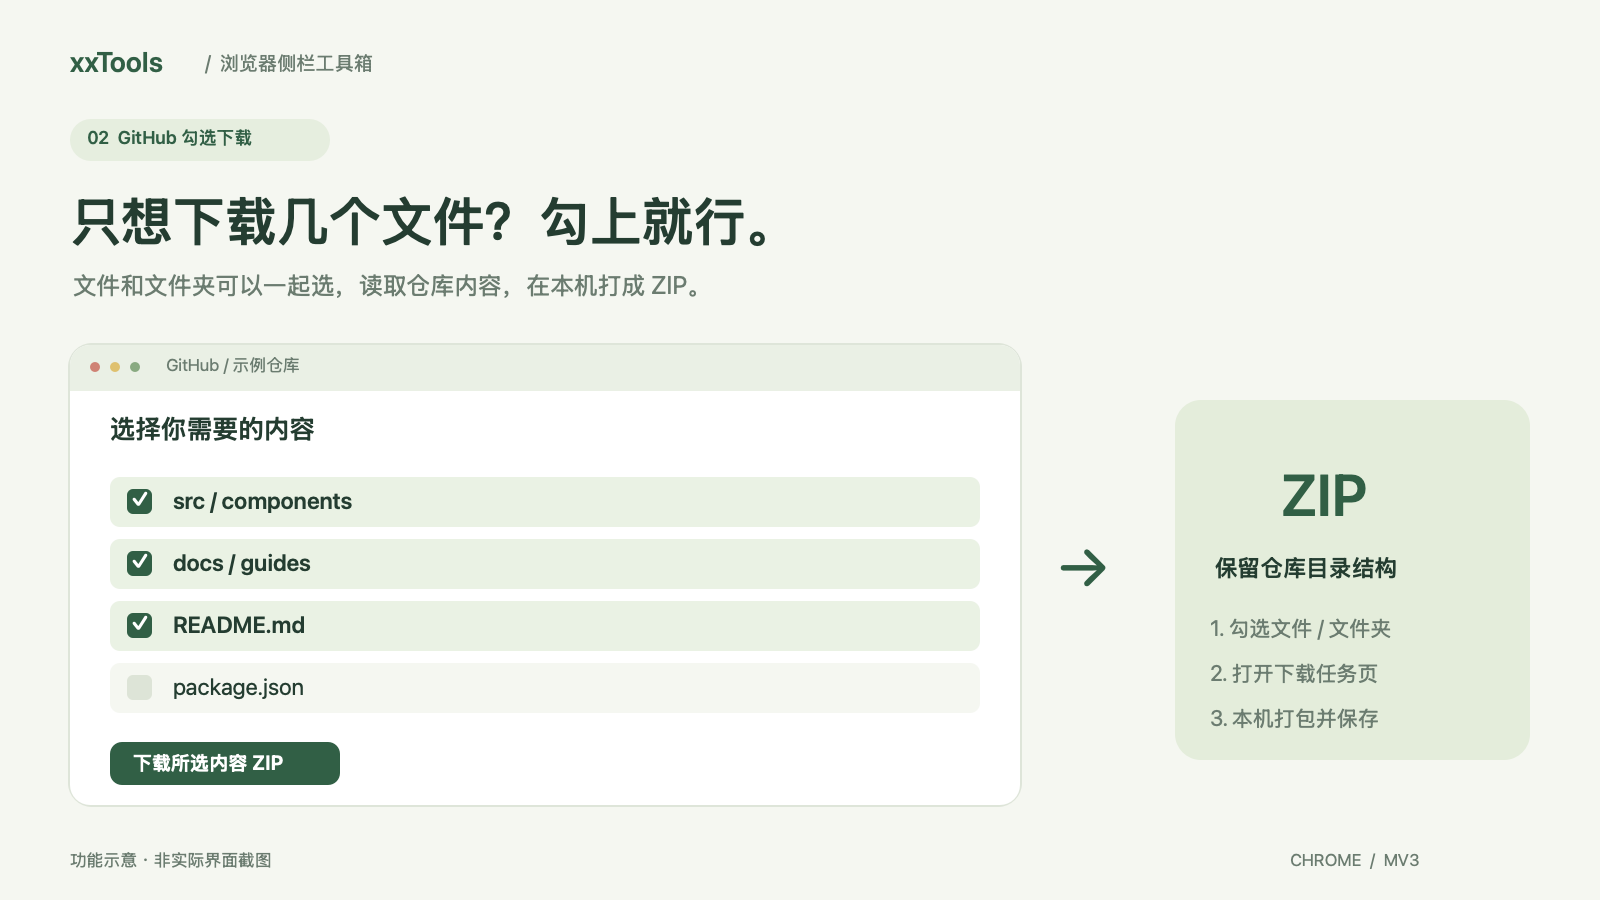 xxTools / 浏览器侧栏工具箱
02 GitHub 勾选下载
只想下载几个文件？勾上就行。
文件和文件夹可以一起选，读取仓库内容，在本机打成 ZIP。
GitHub / 示例仓库
选择你需要的内容
src / components
docs / guides
README.md
package.json
下载所选内容 ZIP
ZIP
保留仓库目录结构
1. 勾选文件 / 文件夹
2. 打开下载任务页
3. 本机打包并保存
功能示意 · 非实际界面截图
CHROME / MV3